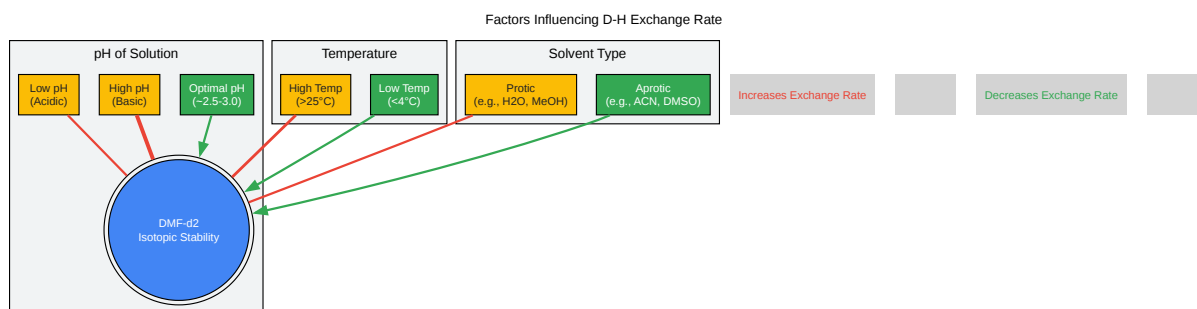 Factors Influencing D-H Exchange Rate
pH of Solution
Low pH
(Acidic)
High pH
(Basic)
Optimal pH
(~2.5-3.0)
Temperature
High Temp
(>25°C)
Low Temp
(<4°C)
Solvent Type
Protic
(e.g., H2O, MeOH)
Aprotic
(e.g., ACN, DMSO)
Increases Exchange Rate
Decreases Exchange Rate
DMF-d2
Isotopic Stability